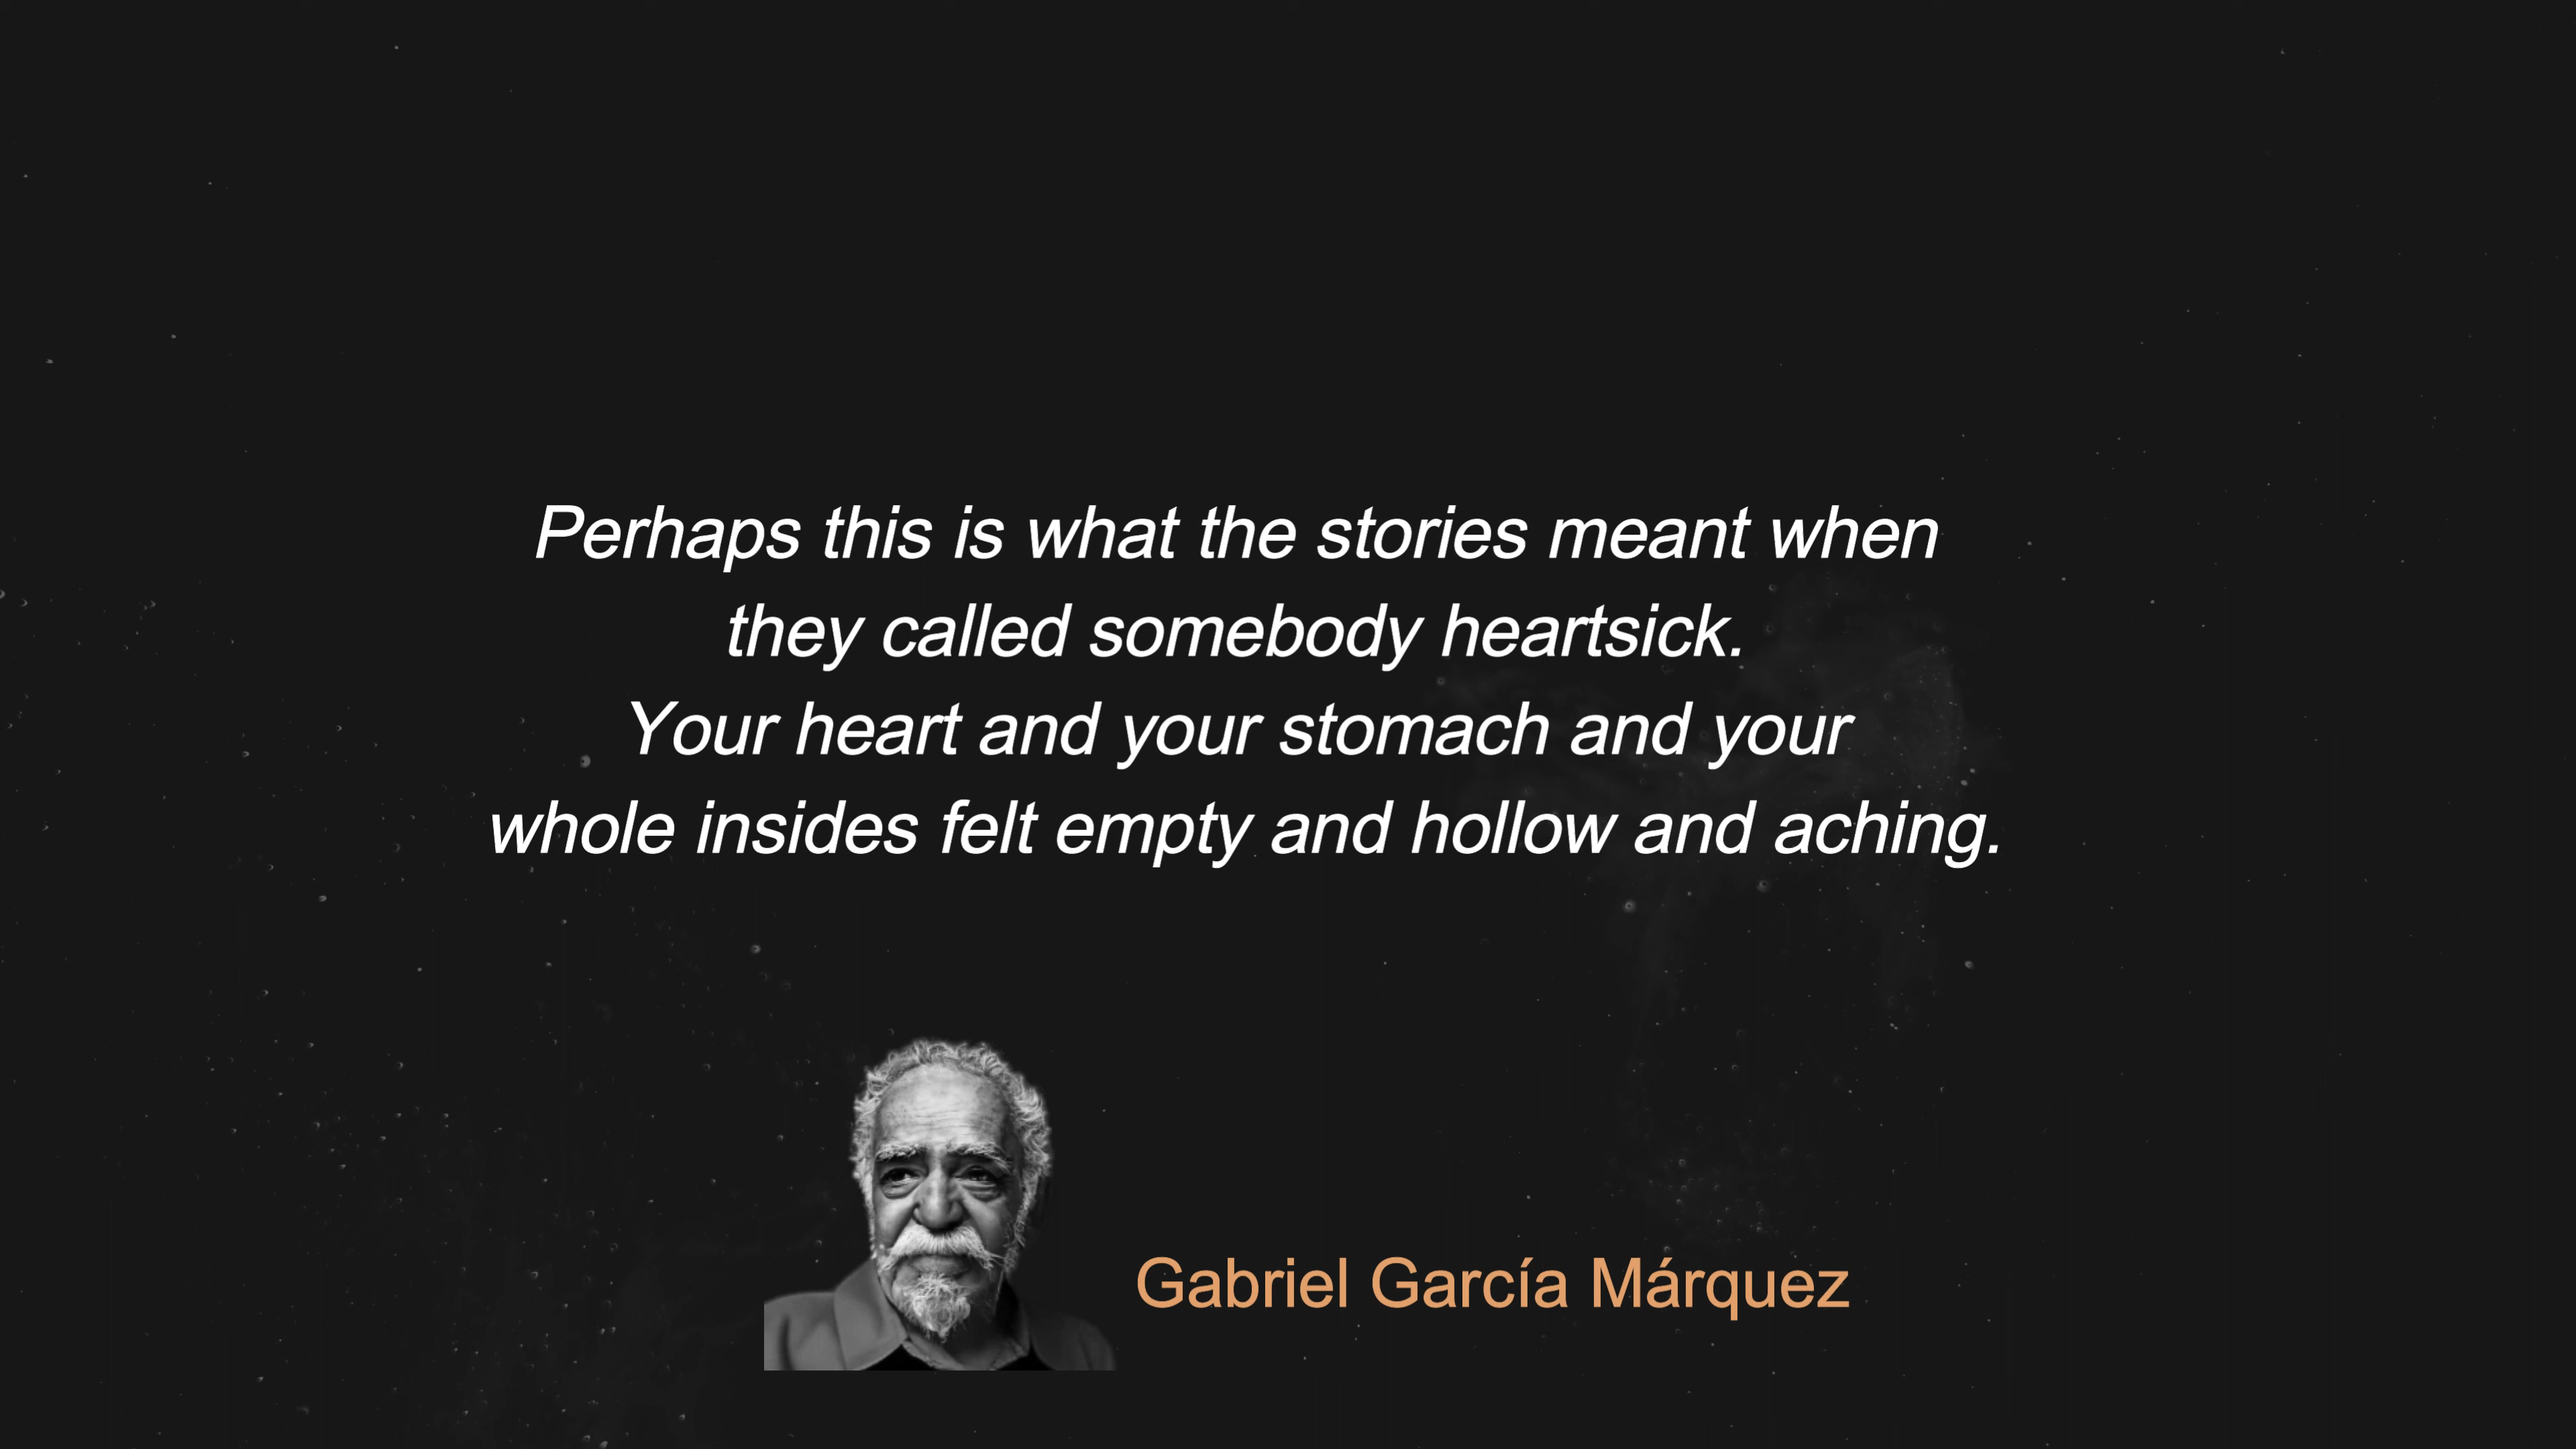 Perhaps this is what the stories meant when
they called somebody heartsick.
Your heart and your stomach and your
whole insides felt empty and hollow and aching.
Gabriel García Márquez